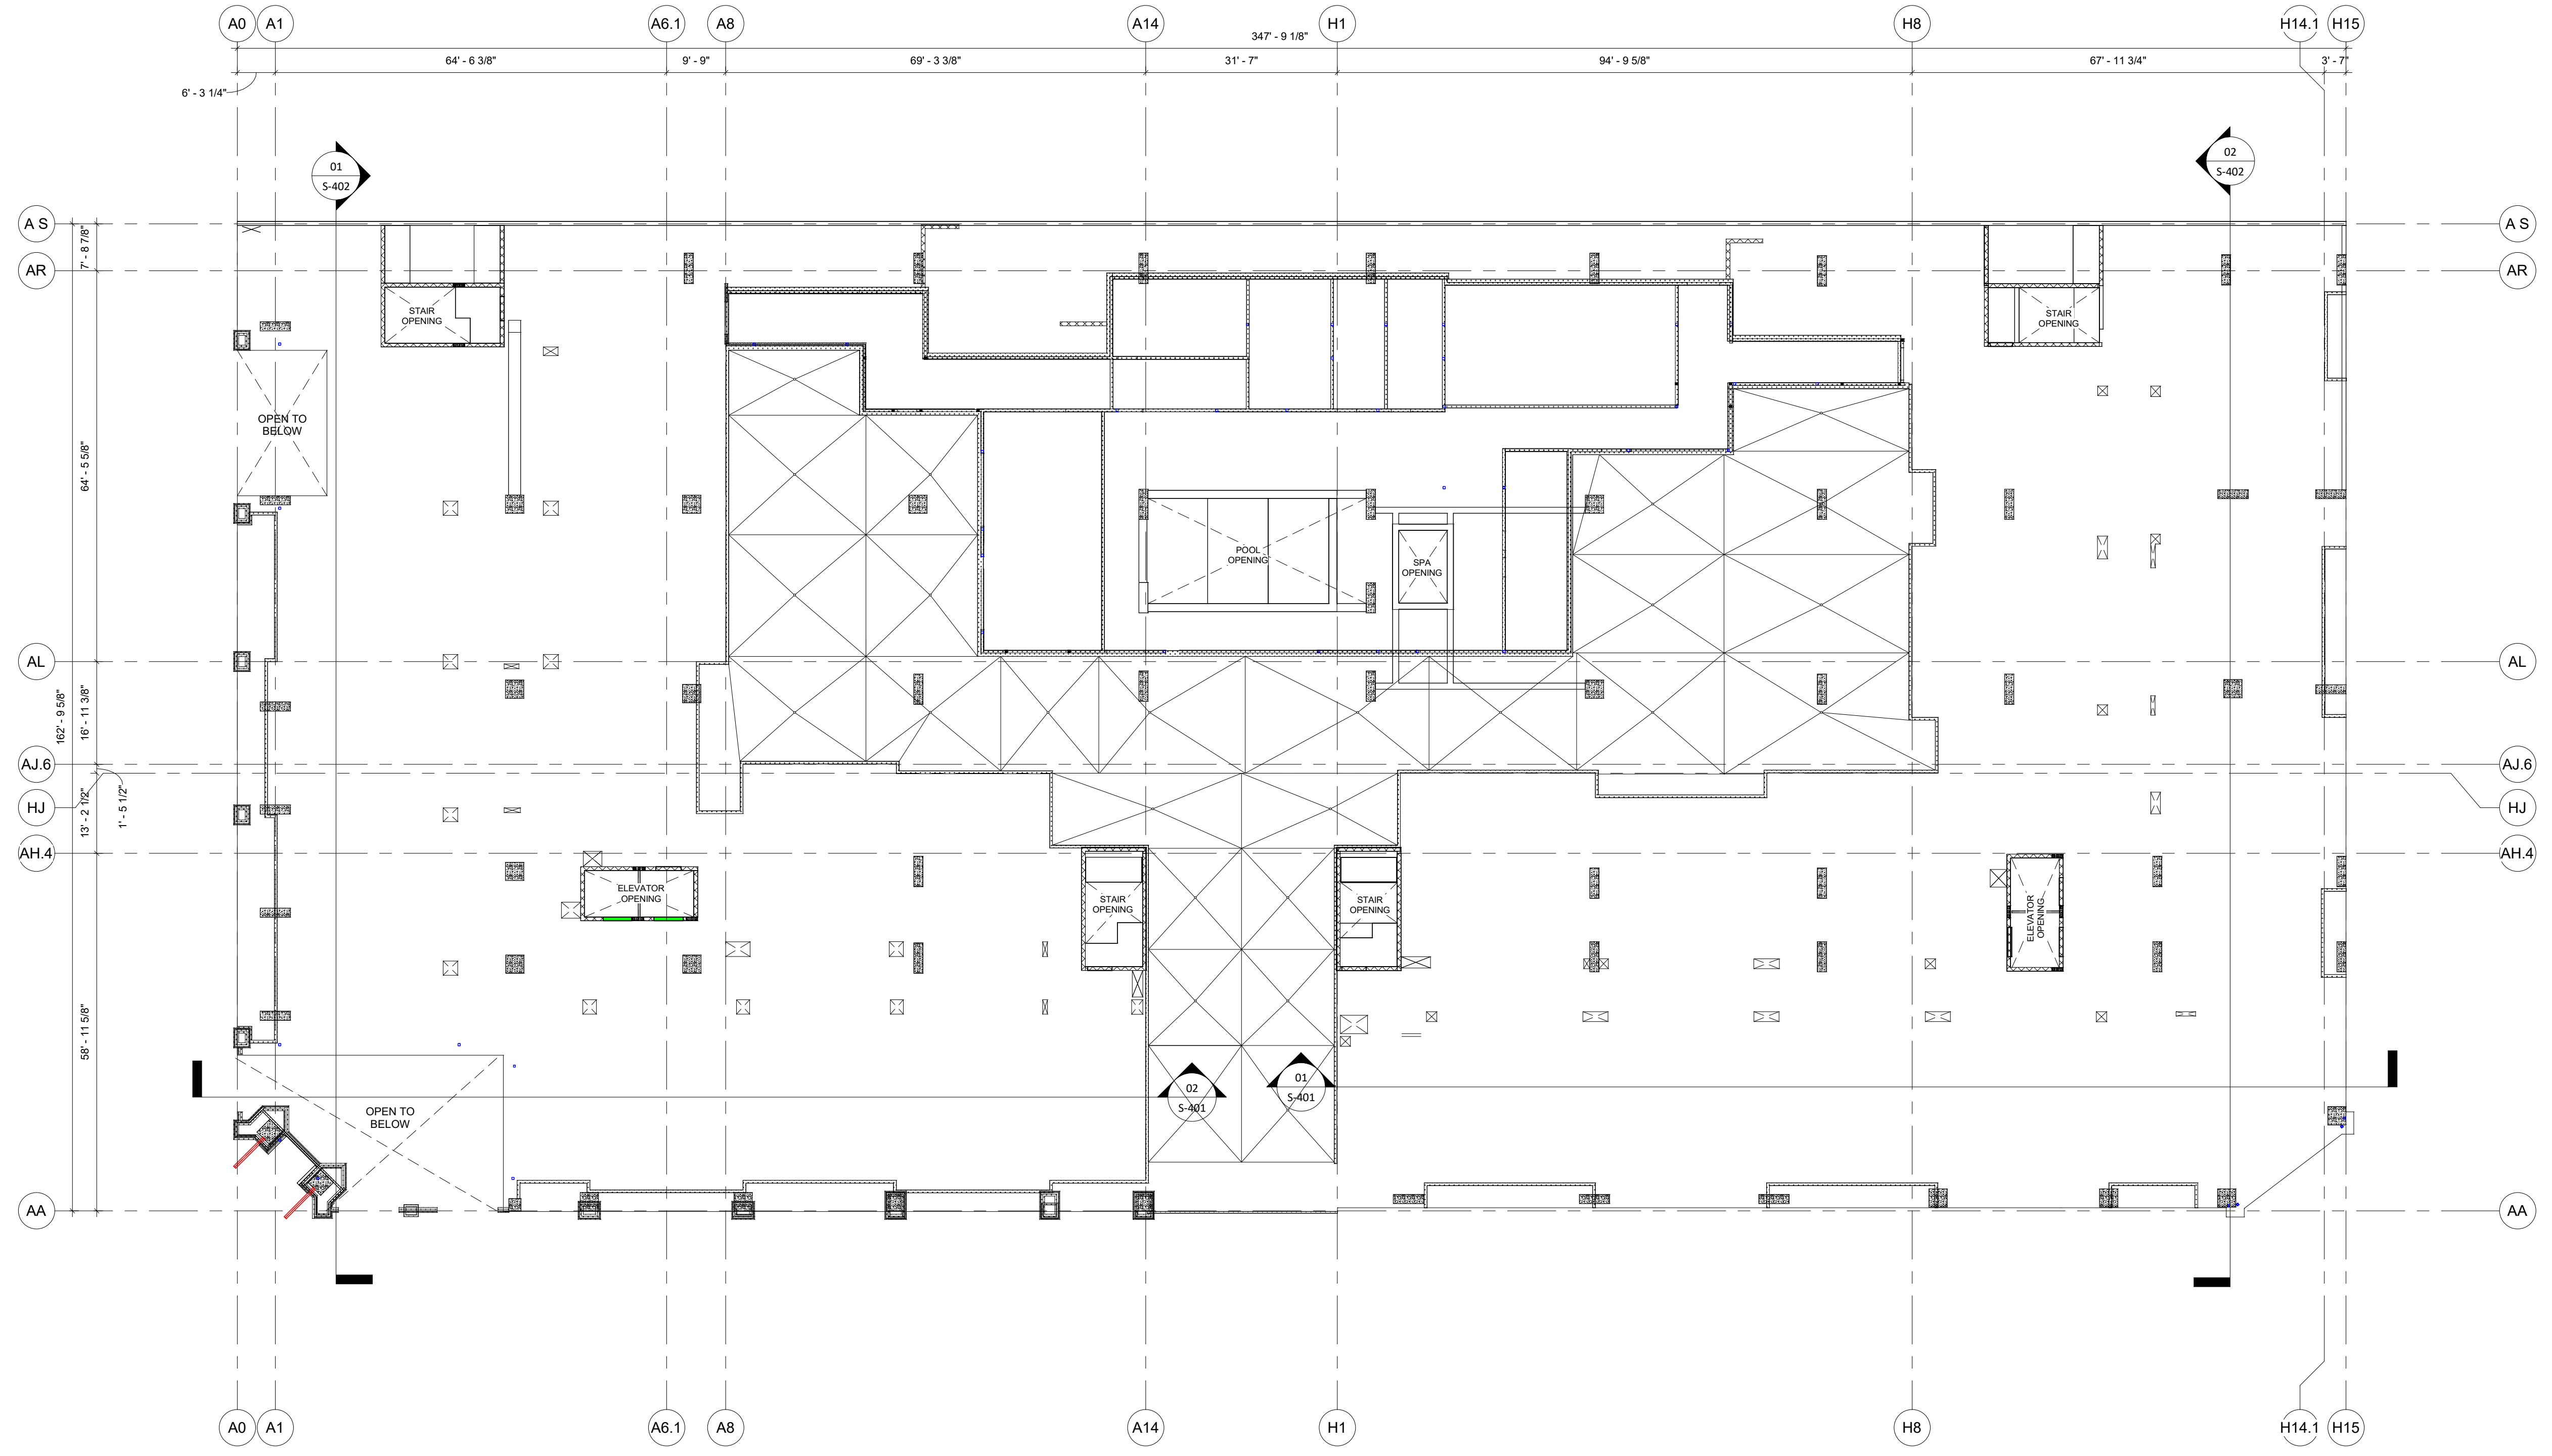 A0 A1 A6.1 A8 A14 H1 H8 H14.1 H15
347' - 9 1/8"
64' - 6 3/8" 9' - 9" 69' - 3 3/8" 31' - 7" 94' - 9 5/8" 67' - 11 3/4" 3' - 7"
6' - 3 1/4"
01
S-402
02
S-402
A S
A S
7' - 8 7/8"
AR
AR
STAIR
OPENING
STAIR
OPENING
OPEN TO
BELOW
64' - 5 5/8"
POOL
OPENING
SPA
OPENING
AL
AL
162' - 9 5/8"
16' - 11 3/8"
AJ.6
AJ.6
HJ
HJ
13' - 2 1/2"
1' - 5 1/2"
AH.4
AH.4
ELEVATOR
OPENING
STAIR
OPENING
STAIR
OPENING
ELEVATOR
OPENING
58' - 11 5/8"
02
S-401
01
S-401
OPEN TO
BELOW
AA
AA
A0 A1 A6.1 A8 A14 H1 H8 H14.1 H15